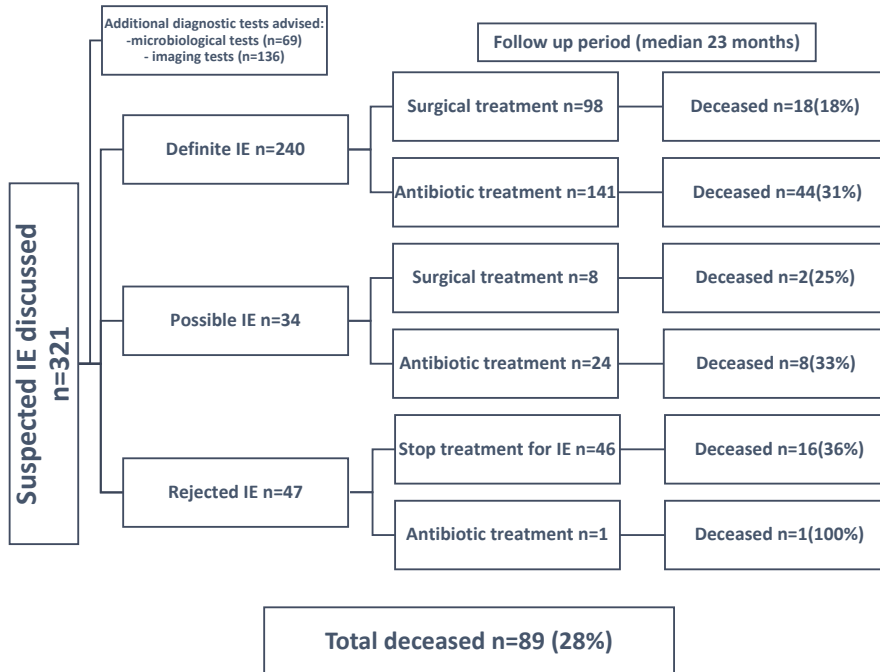 Additional diagnostic tests advised:
-microbiological tests (n=69)
- imaging tests (n=136)
Follow up period (median 23 months)
Suspected IE discussed
n=321
Definite IE n=240
Surgical treatment n=98
Deceased n=18(18%)
Antibiotic treatment n=141
Deceased n=44(31%)
Possible IE n=34
Surgical treatment n=8
Deceased n=2(25%)
Antibiotic treatment n=24
Deceased n=8(33%)
Rejected IE n=47
Stop treatment for IE n=46
Deceased n=16(36%)
Antibiotic treatment n=1
Deceased n=1(100%)
Total deceased n=89 (28%)